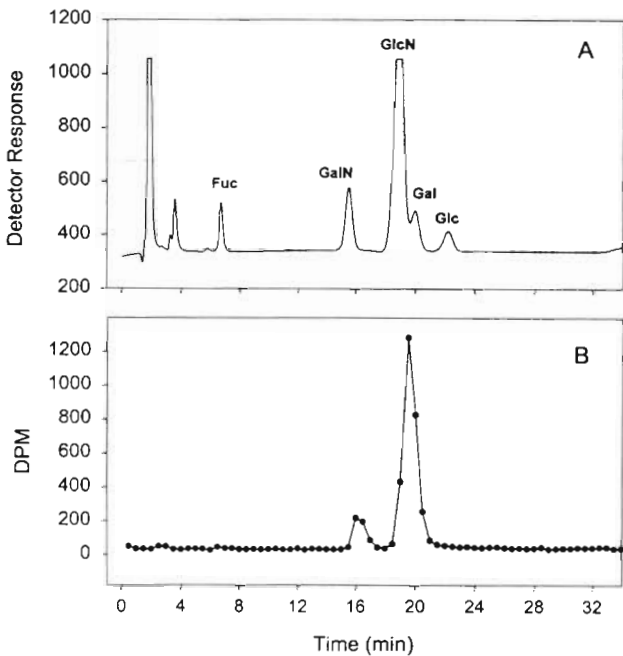 1200
1000
800
600
400
200
Detector Response
A
Fuc
GalN
GlcN
Gal
Glc
1200
1000
800
600
400
200
0
DPM
B
0 4 8 12 16 20 24 28 32
Time (min)